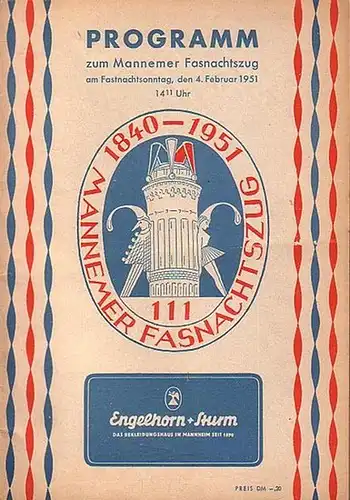 PROGRAMM
zum Mannemer Fasnachtszug
am Fastnachtsonntag, den 4. Februar 1951
14¹¹ Uhr
1840–1951
MANNEMER FASNACHTSZUG
111
Engelhorn + Sturm
DAS BEKLEIDUNGSHAUS IN MANNHEIM SEIT 1890
PREIS DM –.20